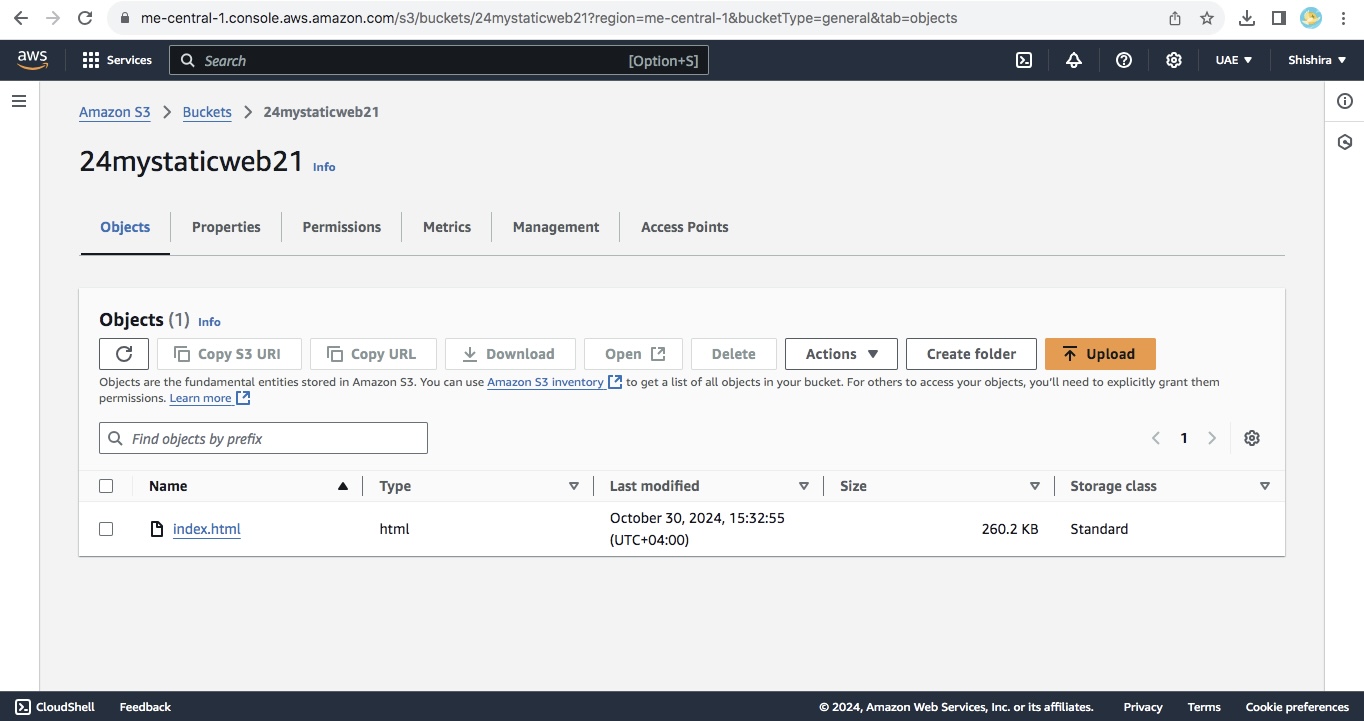 me-central-1.console.aws.amazon.com/s3/buckets/24mystaticweb21?region=me-central-1&bucketType=general&tab=objects
aws Services Search [Option+S] UAE Shishira
Amazon S3 Buckets 24mystaticweb21
24mystaticweb21 Info
Objects Properties Permissions Metrics Management Access Points
Objects (1) Info
Copy S3 URI Copy URL Download Open Delete Actions Create folder Upload
Objects are the fundamental entities stored in Amazon S3. You can use Amazon S3 inventory to get a list of all objects in your bucket. For others to access your objects, you'll need to explicitly grant them
permissions. Learn more
Find objects by prefix 1
Name Type Last modified Size Storage class
index.html html October 30, 2024, 15:32:55 260.2 KB Standard
(UTC+04:00)
CloudShell Feedback © 2024, Amazon Web Services, Inc. or its affiliates. Privacy Terms Cookie preferences